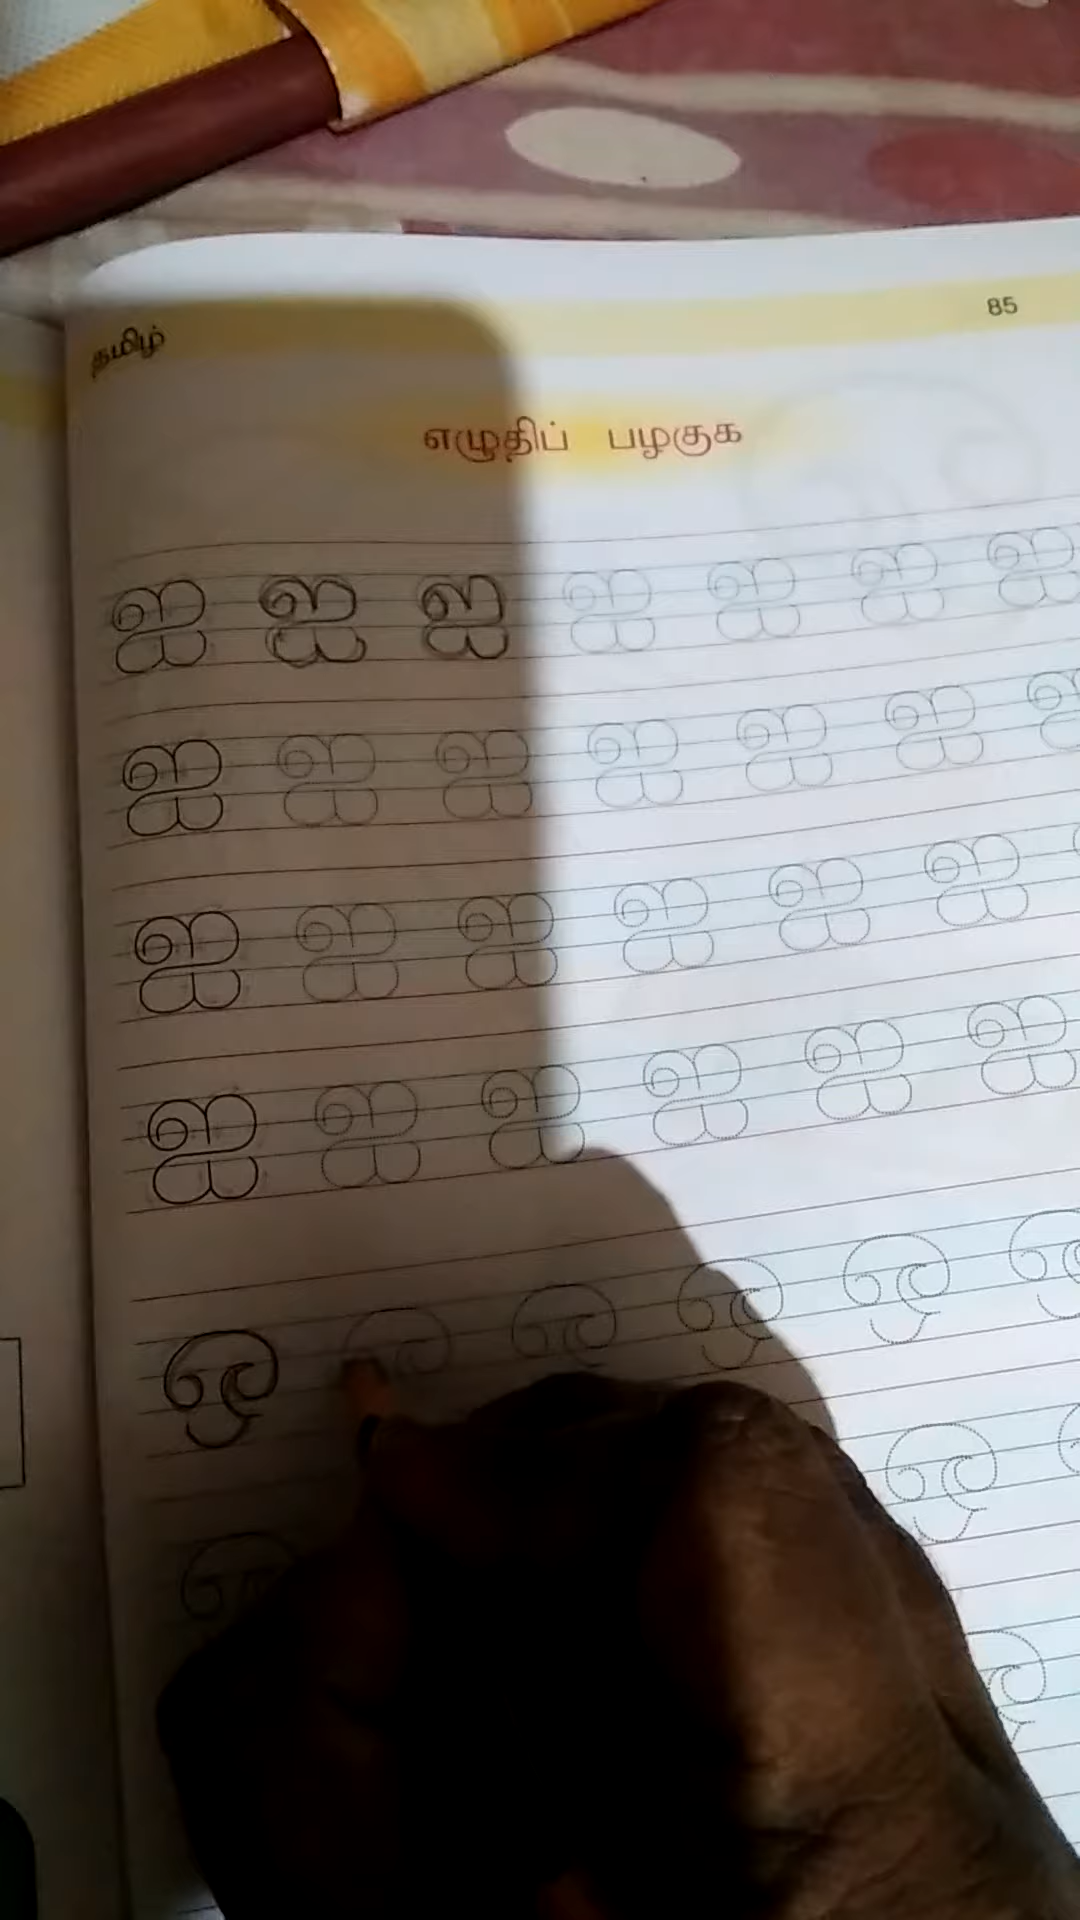 தமிழ் 85
எழுதிப் பழகுக
ஐ ஐ ஐ ஐ ஐ ஐ ஐ
ஐ ஐ ஐ ஐ ஐ ஐ ஐ
ஐ ஐ ஐ ஐ ஐ ஐ
ஐ ஐ ஐ ஐ ஐ ஐ
ஒ ஒ ஒ ஒ ஒ ஒ
ஒ ஒ
ஒ